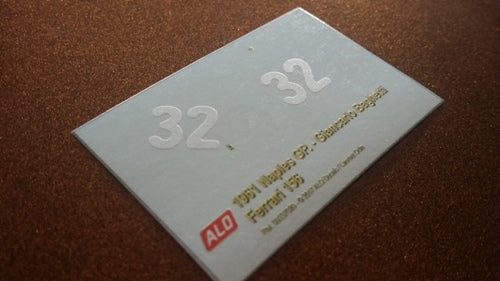 32
32
ALD
1961 Naples GP. - Giancarlo Baghetti
Ferrari 156